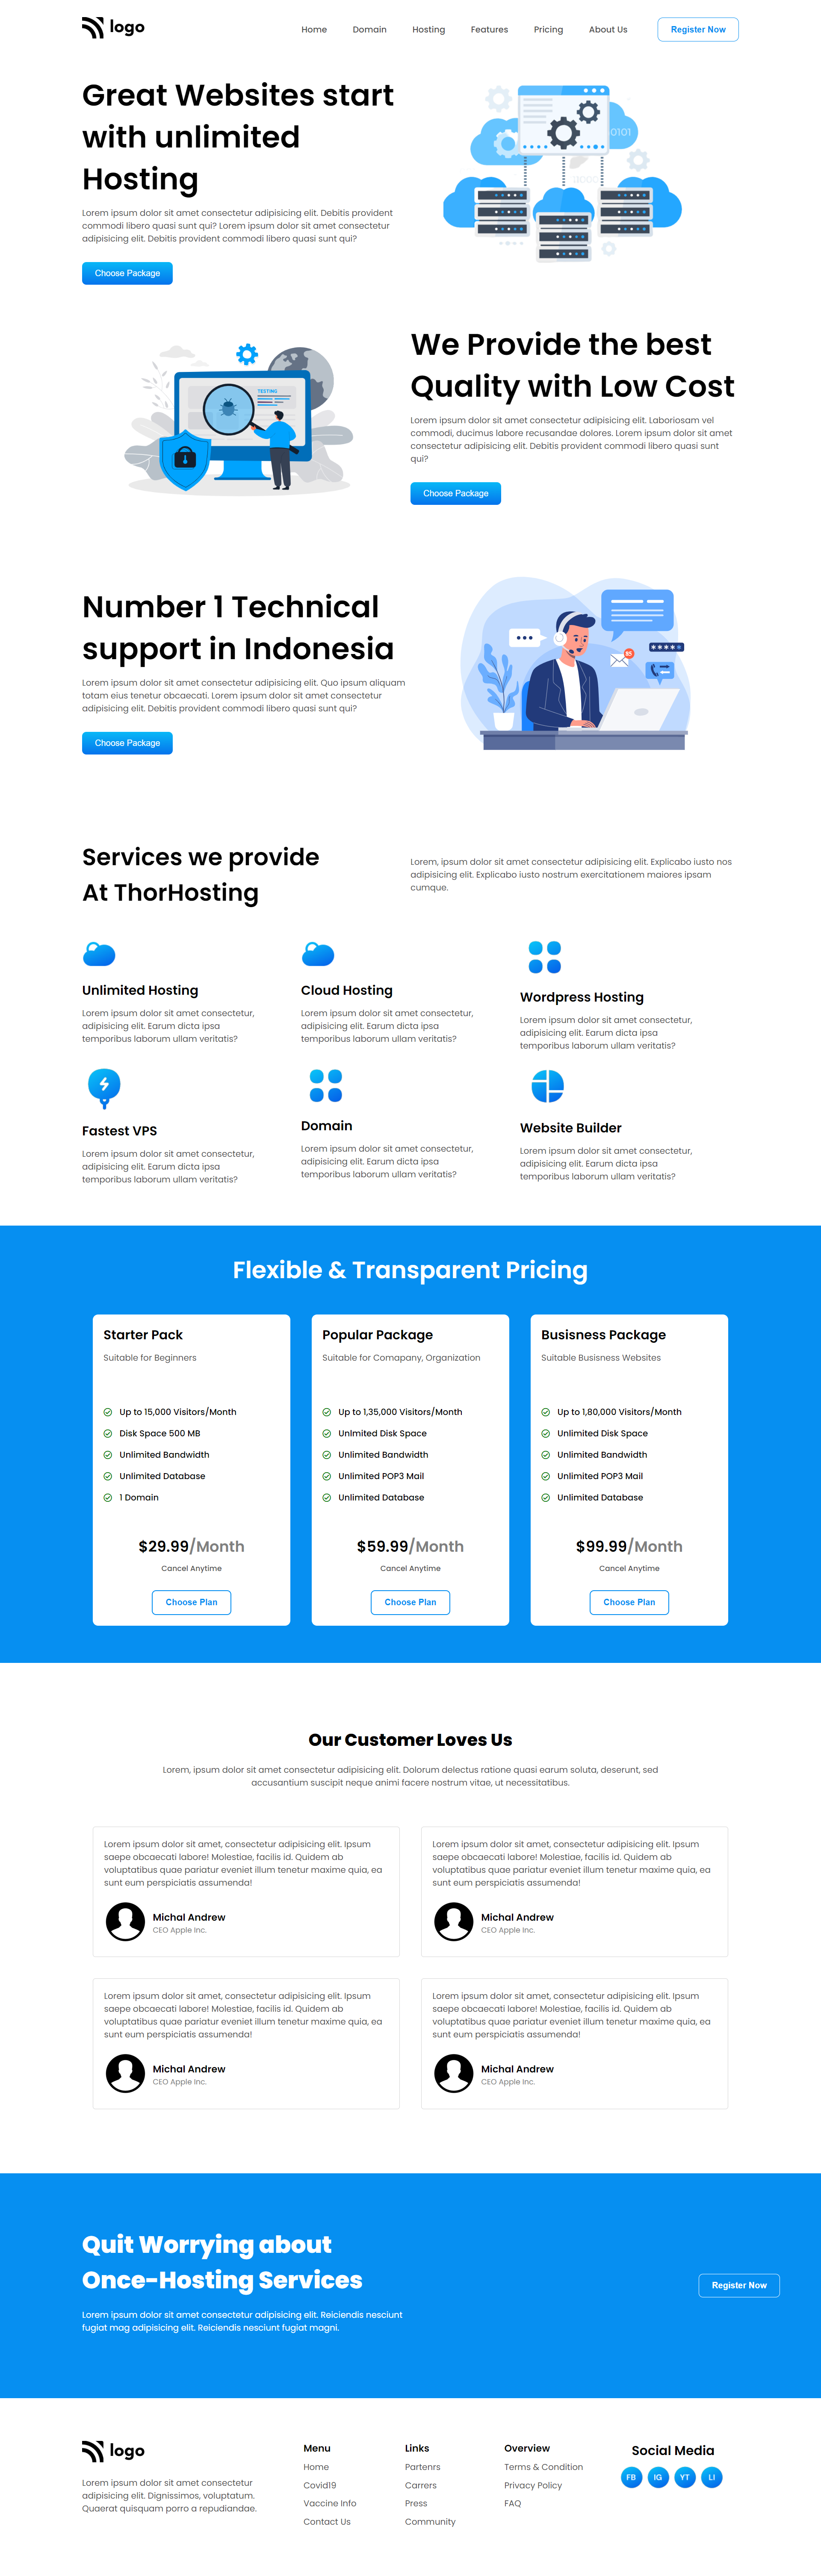 logo
Home Domain Hosting Features Pricing About Us Register Now
Great Websites start
with unlimited
Hosting
Lorem ipsum dolor sit amet consectetur adipisicing elit. Debitis provident
commodi libero quasi sunt qui? Lorem ipsum dolor sit amet consectetur
adipisicing elit. Debitis provident commodi libero quasi sunt qui?
Choose Package
0101
TESTING
We Provide the best
Quality with Low Cost
Lorem ipsum dolor sit amet consectetur adipisicing elit. Laboriosam vel
commodi, ducimus labore recusandae dolores. Lorem ipsum dolor sit amet
consectetur adipisicing elit. Debitis provident commodi libero quasi sunt
qui?
Choose Package
Number 1 Technical
support in Indonesia
Lorem ipsum dolor sit amet consectetur adipisicing elit. Quo ipsum aliquam
totam eius tenetur obcaecati. Lorem ipsum dolor sit amet consectetur
adipisicing elit. Debitis provident commodi libero quasi sunt qui?
Choose Package
Services we provide
At ThorHosting
Lorem, ipsum dolor sit amet consectetur adipisicing elit. Explicabo iusto nos
adipisicing elit. Explicabo iusto nostrum exercitationem maiores ipsam
cumque.
Unlimited Hosting
Lorem ipsum dolor sit amet consectetur,
adipisicing elit. Earum dicta ipsa
temporibus laborum ullam veritatis?
Cloud Hosting
Lorem ipsum dolor sit amet consectetur,
adipisicing elit. Earum dicta ipsa
temporibus laborum ullam veritatis?
Wordpress Hosting
Lorem ipsum dolor sit amet consectetur,
adipisicing elit. Earum dicta ipsa
temporibus laborum ullam veritatis?
Fastest VPS
Lorem ipsum dolor sit amet consectetur,
adipisicing elit. Earum dicta ipsa
temporibus laborum ullam veritatis?
Domain
Lorem ipsum dolor sit amet consectetur,
adipisicing elit. Earum dicta ipsa
temporibus laborum ullam veritatis?
Website Builder
Lorem ipsum dolor sit amet consectetur,
adipisicing elit. Earum dicta ipsa
temporibus laborum ullam veritatis?
Flexible & Transparent Pricing
Starter Pack
Suitable for Beginners
Up to 15,000 Visitors/Month
Disk Space 500 MB
Unlimited Bandwidth
Unlimited Database
1 Domain
$29.99/Month
Cancel Anytime
Choose Plan
Popular Package
Suitable for Comapany, Organization
Up to 1,35,000 Visitors/Month
Unlmited Disk Space
Unlimited Bandwidth
Unlimited POP3 Mail
Unlimited Database
$59.99/Month
Cancel Anytime
Choose Plan
Busisness Package
Suitable Busisness Websites
Up to 1,80,000 Visitors/Month
Unlimited Disk Space
Unlimited Bandwidth
Unlimited POP3 Mail
Unlimited Database
$99.99/Month
Cancel Anytime
Choose Plan
Our Customer Loves Us
Lorem, ipsum dolor sit amet consectetur adipisicing elit. Dolorum delectus ratione quasi earum soluta, deserunt, sed
accusantium suscipit neque animi facere nostrum vitae, ut necessitatibus.
Lorem ipsum dolor sit amet, consectetur adipisicing elit. Ipsum
saepe obcaecati labore! Molestiae, facilis id. Quidem ab
voluptatibus quae pariatur eveniet illum tenetur maxime quia, ea
sunt eum perspiciatis assumenda!
Michal Andrew
CEO Apple Inc.
Lorem ipsum dolor sit amet, consectetur adipisicing elit. Ipsum
saepe obcaecati labore! Molestiae, facilis id. Quidem ab
voluptatibus quae pariatur eveniet illum tenetur maxime quia, ea
sunt eum perspiciatis assumenda!
Michal Andrew
CEO Apple Inc.
Lorem ipsum dolor sit amet, consectetur adipisicing elit. Ipsum
saepe obcaecati labore! Molestiae, facilis id. Quidem ab
voluptatibus quae pariatur eveniet illum tenetur maxime quia, ea
sunt eum perspiciatis assumenda!
Michal Andrew
CEO Apple Inc.
Lorem ipsum dolor sit amet, consectetur adipisicing elit. Ipsum
saepe obcaecati labore! Molestiae, facilis id. Quidem ab
voluptatibus quae pariatur eveniet illum tenetur maxime quia, ea
sunt eum perspiciatis assumenda!
Michal Andrew
CEO Apple Inc.
Quit Worrying about
Once-Hosting Services
Lorem ipsum dolor sit amet consectetur adipisicing elit. Reiciendis nesciunt
fugiat mag adipisicing elit. Reiciendis nesciunt fugiat magni.
Register Now
logo
Lorem ipsum dolor sit amet consectetur
adipisicing elit. Dignissimos, voluptatum.
Quaerat quisquam porro a repudiandae.
Menu
Home
Covid19
Vaccine Info
Contact Us
Links
Partenrs
Carrers
Press
Community
Overview
Terms & Condition
Privacy Policy
FAQ
Social Media
FB IG YT LI